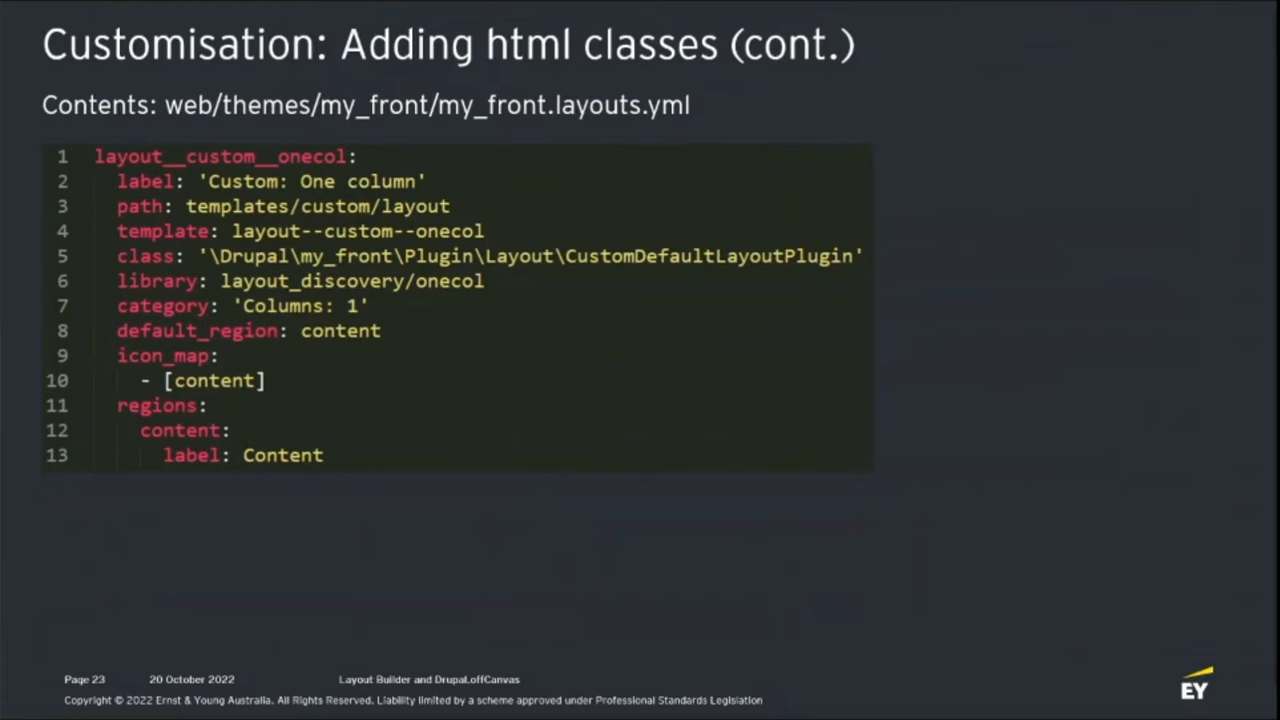 Customisation: Adding html classes (cont.)
Contents: web/themes/my_front/my_front.layouts.yml
1 layout__custom__onecol:
2 label: 'Custom: One column'
3 path: templates/custom/layout
4 template: layout--custom--onecol
5 class: '\Drupal\my_front\Plugin\Layout\CustomDefaultLayoutPlugin'
6 library: layout_discovery/onecol
7 category: 'Columns: 1'
8 default_region: content
9 icon_map:
10 - [content]
11 regions:
12 content:
13 label: Content
Page 23 20 October 2022 Layout Builder and Drupal.offCanvas
Copyright © 2022 Ernst & Young Australia. All Rights Reserved. Liability limited by a scheme approved under Professional Standards Legislation
EY